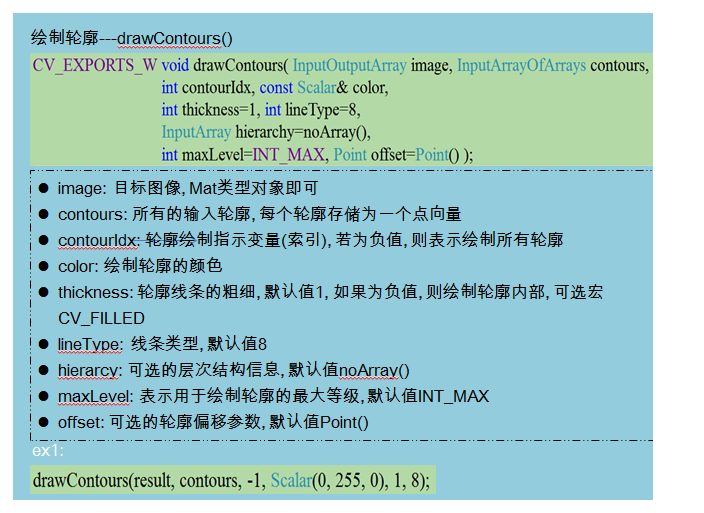 绘制轮廓---drawContours()
CV_EXPORTS_W void drawContours( InputOutputArray image, InputArrayOfArrays contours,
int contourIdx, const Scalar& color,
int thickness=1, int lineType=8,
InputArray hierarchy=noArray(),
int maxLevel=INT_MAX, Point offset=Point() );
● image: 目标图像, Mat类型对象即可
● contours: 所有的输入轮廓, 每个轮廓存储为一个点向量
● contourIdx: 轮廓绘制指示变量(索引), 若为负值, 则表示绘制所有轮廓
● color: 绘制轮廓的颜色
● thickness: 轮廓线条的粗细, 默认值1, 如果为负值, 则绘制轮廓内部, 可选宏
CV_FILLED
● lineType: 线条类型, 默认值8
● hierarcy: 可选的层次结构信息, 默认值noArray()
● maxLevel: 表示用于绘制轮廓的最大等级, 默认值INT_MAX
● offset: 可选的轮廓偏移参数, 默认值Point()
ex1:
drawContours(result, contours, -1, Scalar(0, 255, 0), 1, 8);